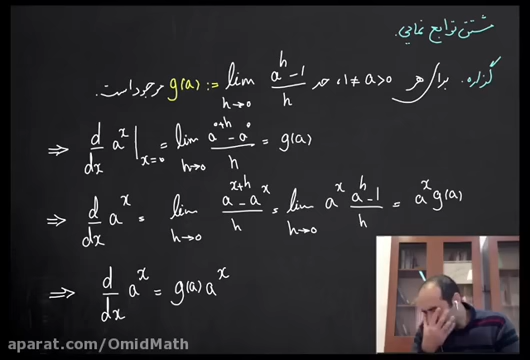 مشتق توابع نمایی.
گزاره. برای هر 1 ≠ a > 0، حد g(a) := lim_{h→0} (a^h − 1)/h موجود است.
⇒ d/dx a^x |_{x=0} = lim_{h→0} (a^{0+h} − a^0)/h = g(a)
⇒ d/dx a^x = lim_{h→0} (a^{x+h} − a^x)/h = lim_{h→0} a^x (a^h − 1)/h = a^x g(a)
⇒ d/dx a^x = g(a) a^x
aparat.com/OmidMath